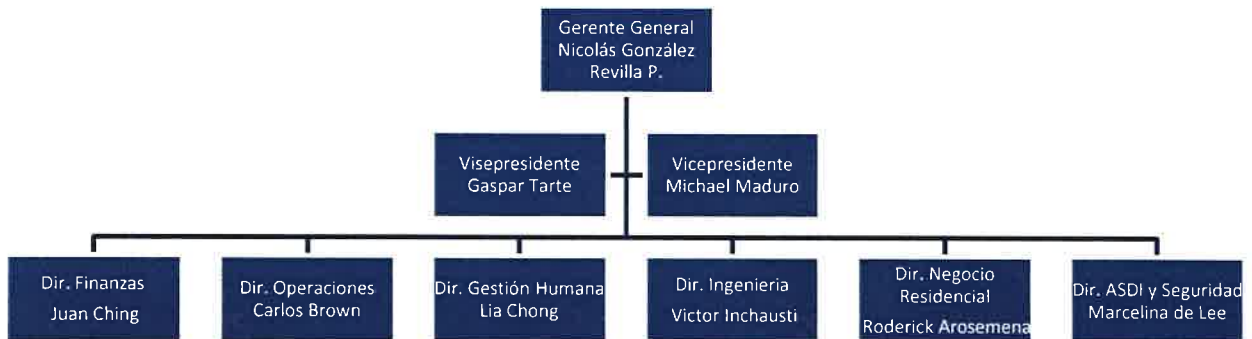 Gerente General
Nicolás González
Revilla P.
Visepresidente
Gaspar Tarte
Vicepresidente
Michael Maduro
Dir. Finanzas
Juan Ching
Dir. Operaciones
Carlos Brown
Dir. Gestión Humana
Lia Chong
Dir. Ingenieria
Victor Inchausti
Dir. Negocio
Residencial
Roderick Arosemena
Dir. ASDI y Seguridad
Marcelina de Lee